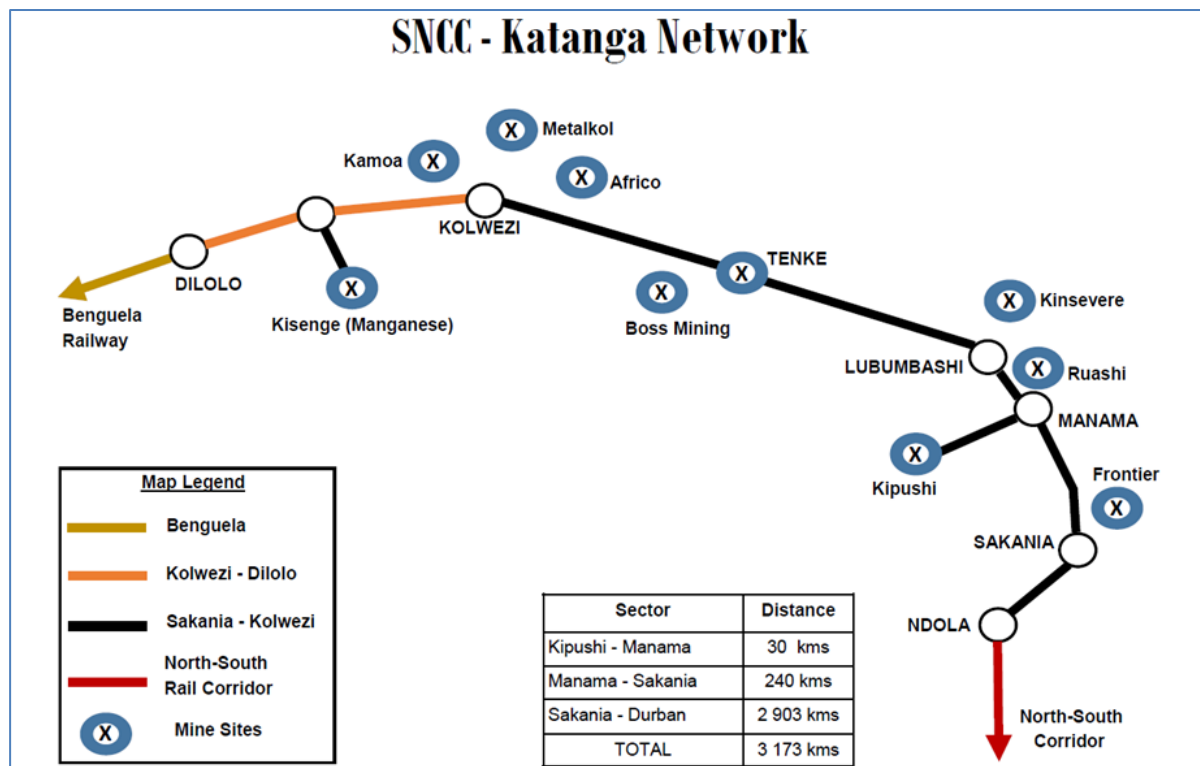 SNCC - Katanga Network
Metalkol
Kamoa
Africo
KOLWEZI
TENKE
DILOLO
Benguela
Railway
Kisenge (Manganese)
Boss Mining
Kinsevere
LUBUMBASHI
Ruashi
MANAMA
Kipushi
Frontier
SAKANIA
NDOLA
North-South
Corridor
Map Legend
Benguela
Kolwezi - Dilolo
Sakania - Kolwezi
North-South
Rail Corridor
Mine Sites
Sector Distance
Kipushi - Manama 30 kms
Manama - Sakania 240 kms
Sakania - Durban 2 903 kms
TOTAL 3 173 kms
X
X
X
X
X
X
X
X
X
X
X